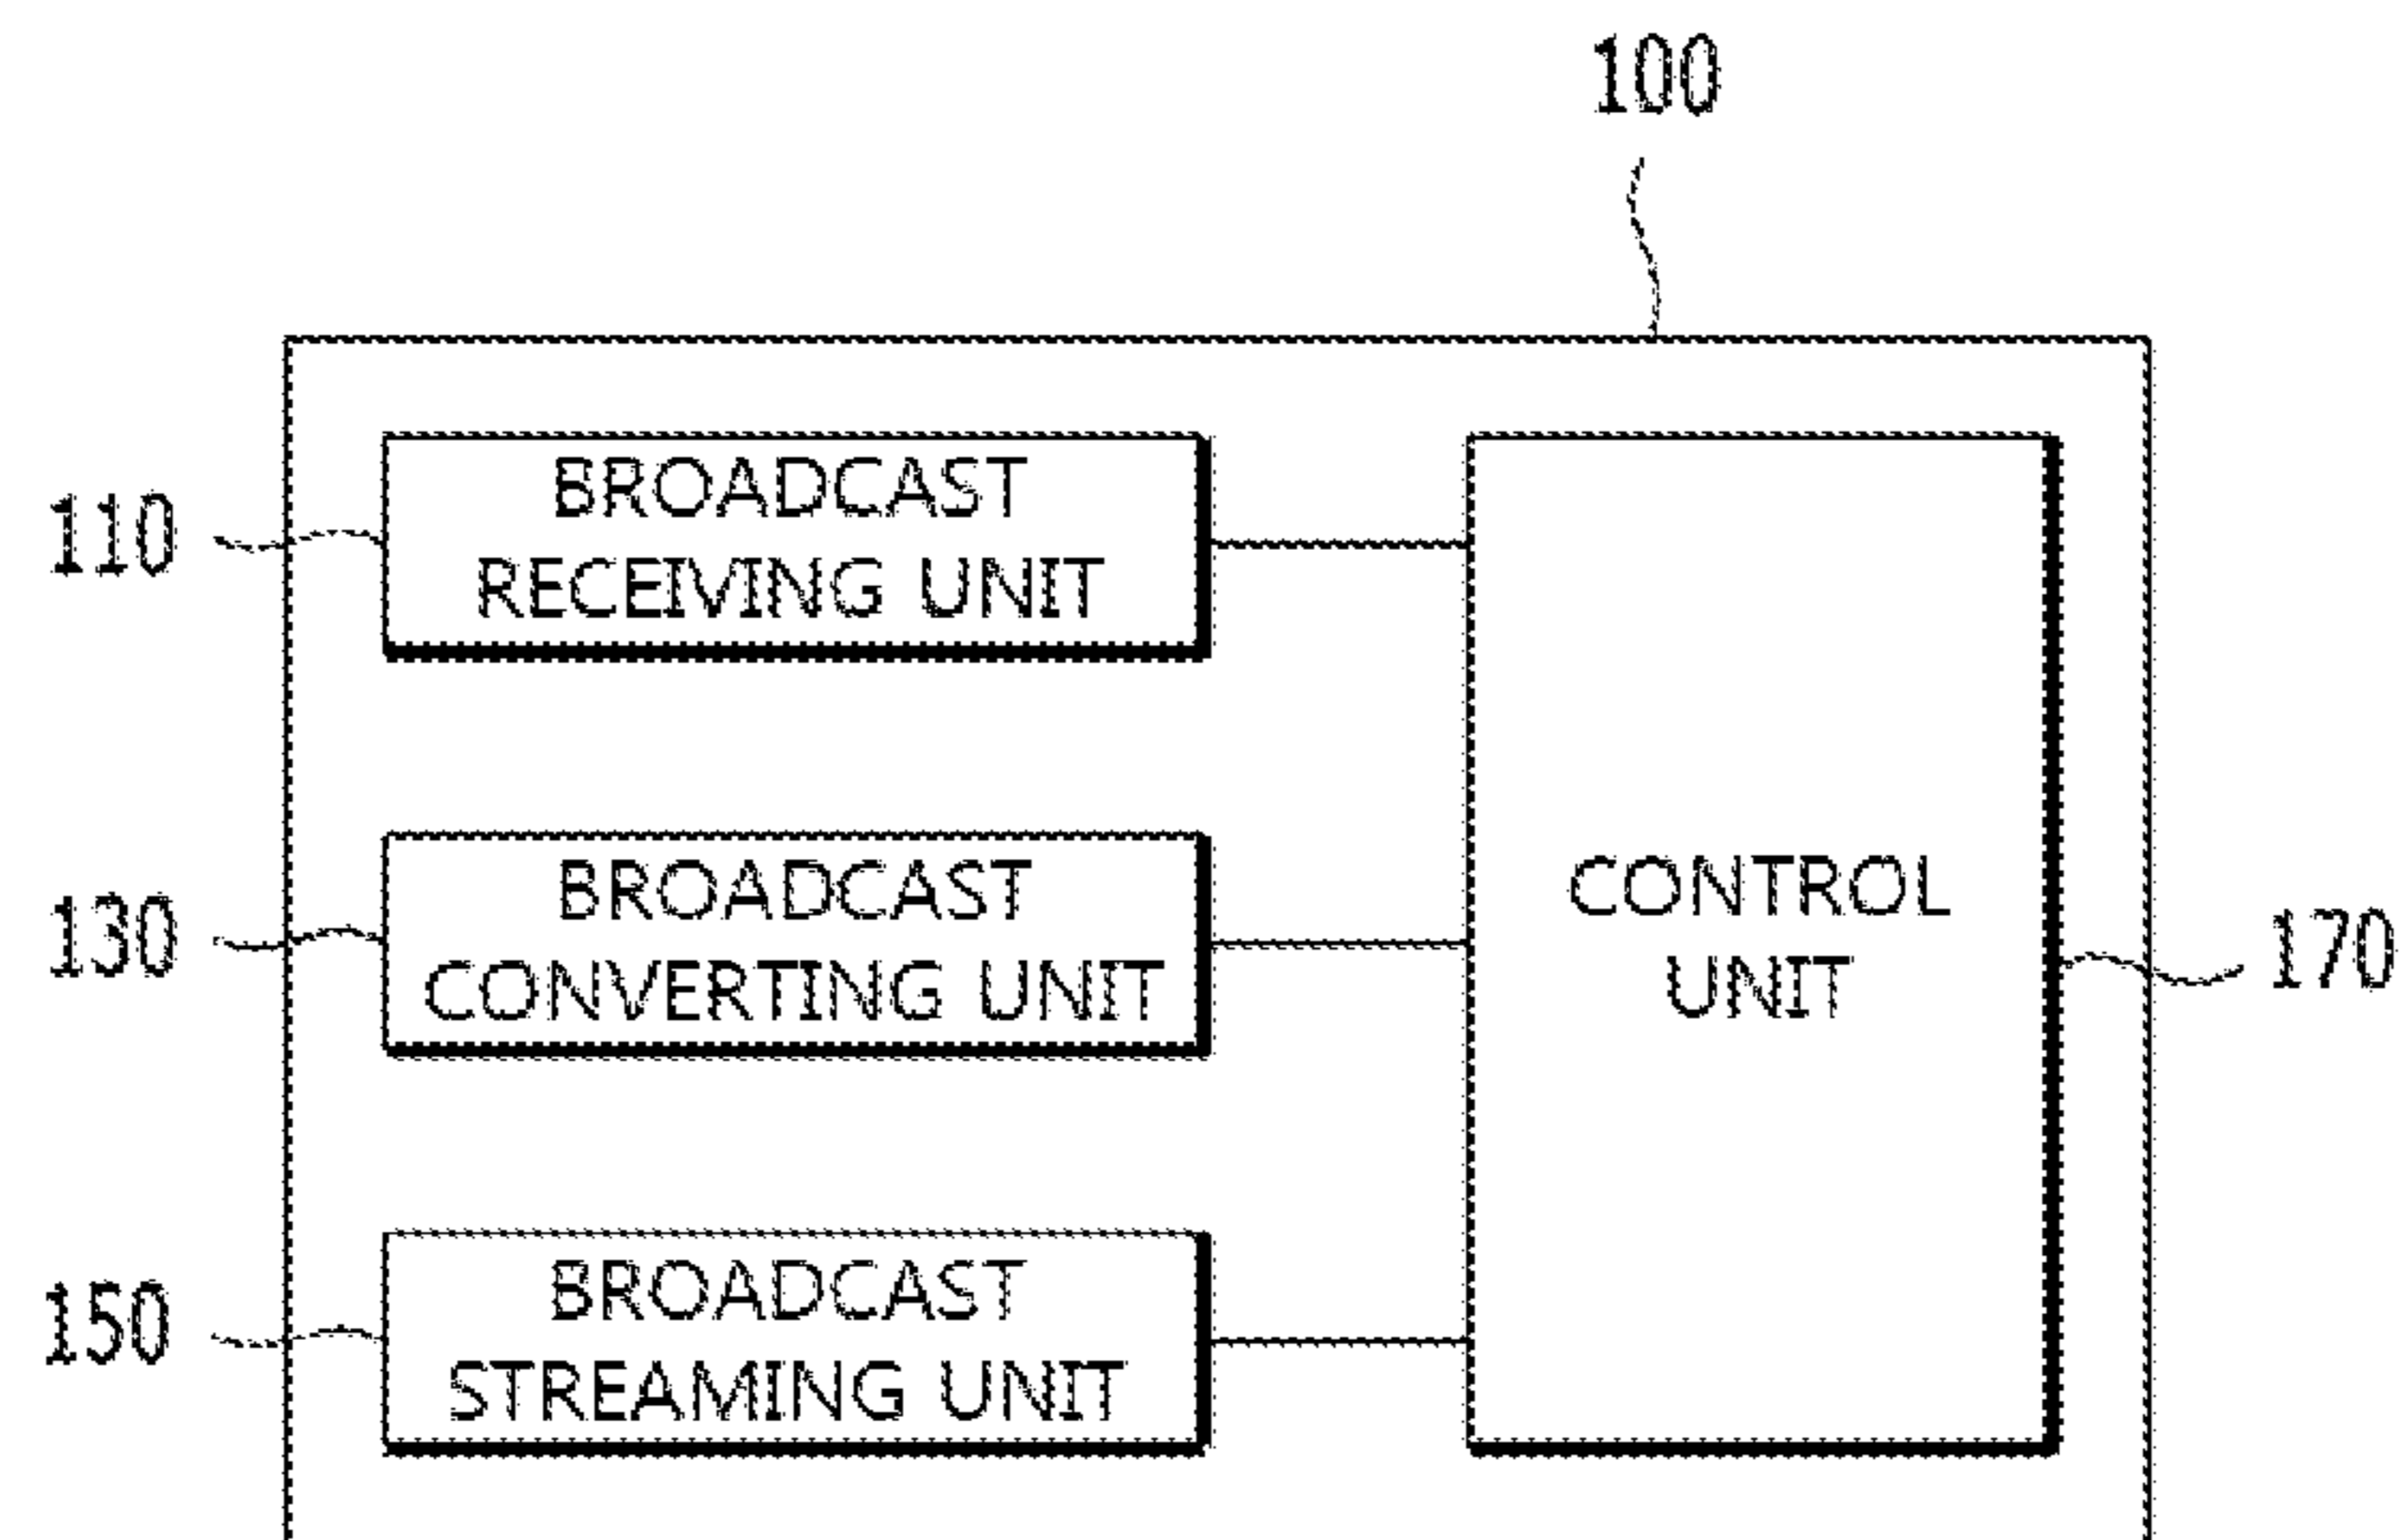 100
110
BROADCAST
RECEIVING UNIT
130
BROADCAST
CONVERTING UNIT
CONTROL
UNIT
170
150
BROADCAST
STREAMING UNIT